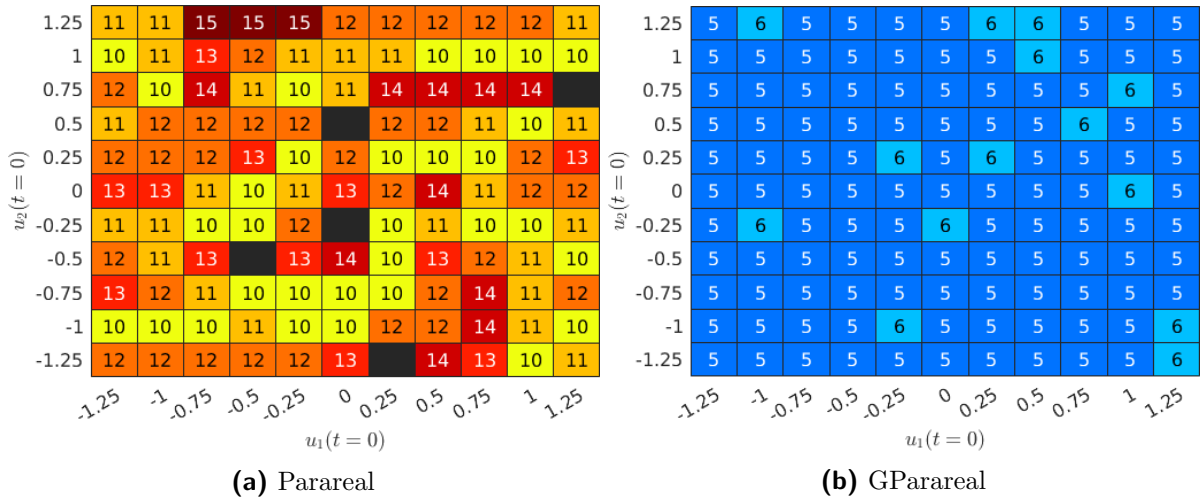 1.25 11 11 15 15 15 12 12 12 12 12 11
1 10 11 13 12 11 11 11 10 10 10 10
0.75 12 10 14 11 10 11 14 14 14 14
0.5 11 12 12 12 12 12 12 11 10 11
0.25 12 12 12 13 10 12 10 10 10 12 13
0 13 13 11 10 11 13 12 14 11 12 12
-0.25 11 11 10 10 12 10 11 10 10 11
-0.5 12 11 13 13 14 10 13 12 11 10
-0.75 13 12 11 10 10 10 10 12 14 11 12
-1 10 10 10 11 10 10 12 12 14 11 10
-1.25 12 12 12 12 12 13 14 13 10 11
-1.25 -1 -0.75 -0.5 -0.25 0 0.25 0.5 0.75 1 1.25
u₂(t = 0)
u₁(t = 0)
(a) Parareal
1.25 5 6 5 5 5 5 6 6 5 5 5
1 5 5 5 5 5 5 5 6 5 5 5
0.75 5 5 5 5 5 5 5 5 5 6 5
0.5 5 5 5 5 5 5 5 5 6 5 5
0.25 5 5 5 5 6 5 6 5 5 5 5
0 5 5 5 5 5 5 5 5 5 6 5
-0.25 5 6 5 5 5 6 5 5 5 5 5
-0.5 5 5 5 5 5 5 5 5 5 5 5
-0.75 5 5 5 5 5 5 5 5 5 5 5
-1 5 5 5 5 6 5 5 5 5 5 6
-1.25 5 5 5 5 5 5 5 5 5 5 6
-1.25 -1 -0.75 -0.5 -0.25 0 0.25 0.5 0.75 1 1.25
u₂(t = 0)
u₁(t = 0)
(b) GParareal